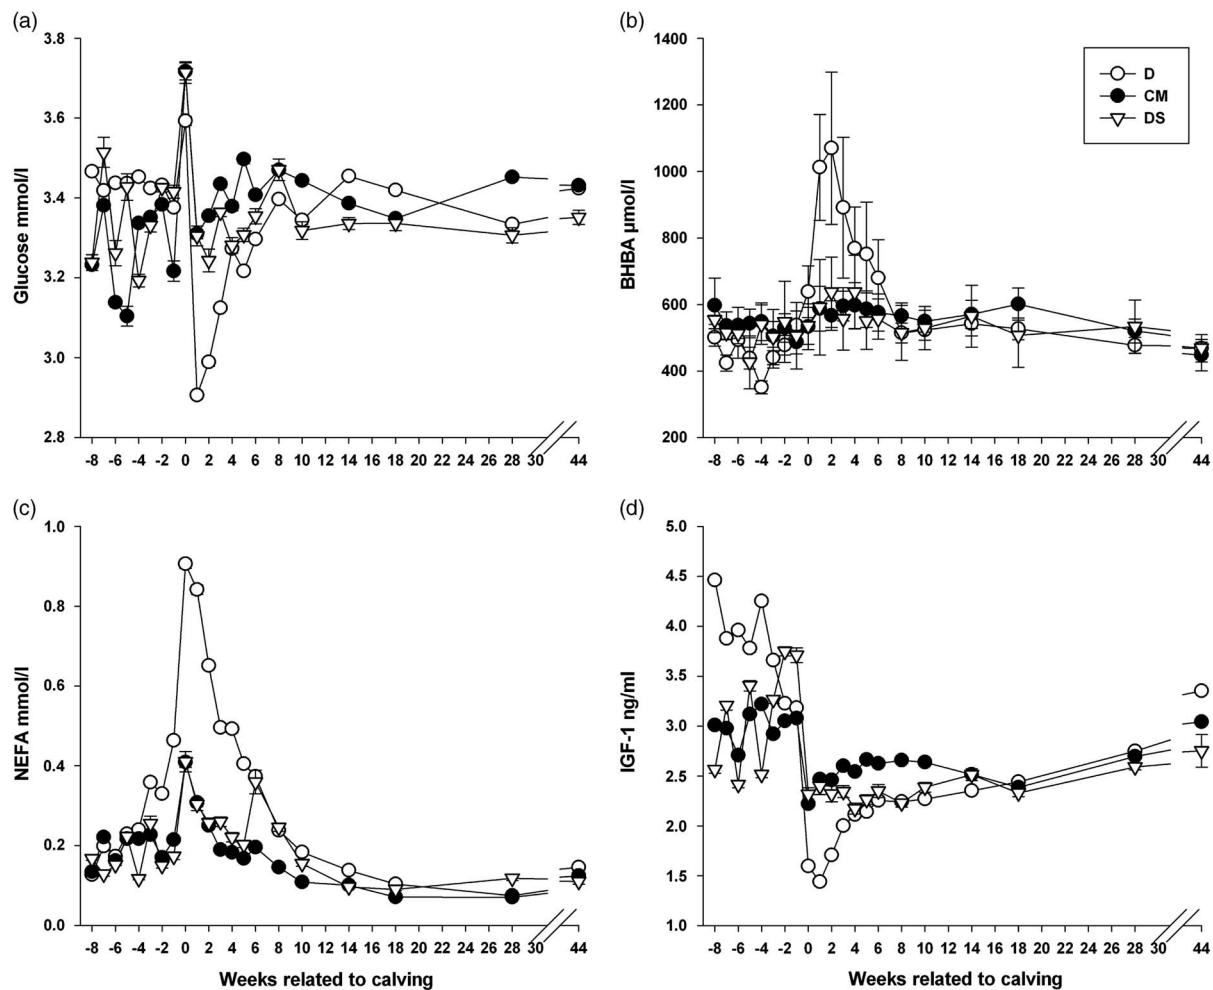 (a)
3.8
3.6
3.4
3.2
3.0
2.8
Glucose mmol/l
-8 -6 -4 -2 0 2 4 6 8 10 12 14 16 18 20 22 24 26 28 30 44
(b)
1400
1200
1000
800
600
400
200
BHBA µmol/l
D
CM
DS
-8 -6 -4 -2 0 2 4 6 8 10 12 14 16 18 20 22 24 26 28 30 44
(c)
1.0
0.8
0.6
0.4
0.2
0.0
NEFA mmol/l
-8 -6 -4 -2 0 2 4 6 8 10 12 14 16 18 20 22 24 26 28 30 44
Weeks related to calving
(d)
5.0
4.5
4.0
3.5
3.0
2.5
2.0
1.5
1.0
IGF-1 ng/ml
-8 -6 -4 -2 0 2 4 6 8 10 12 14 16 18 20 22 24 26 28 30 44
Weeks related to calving